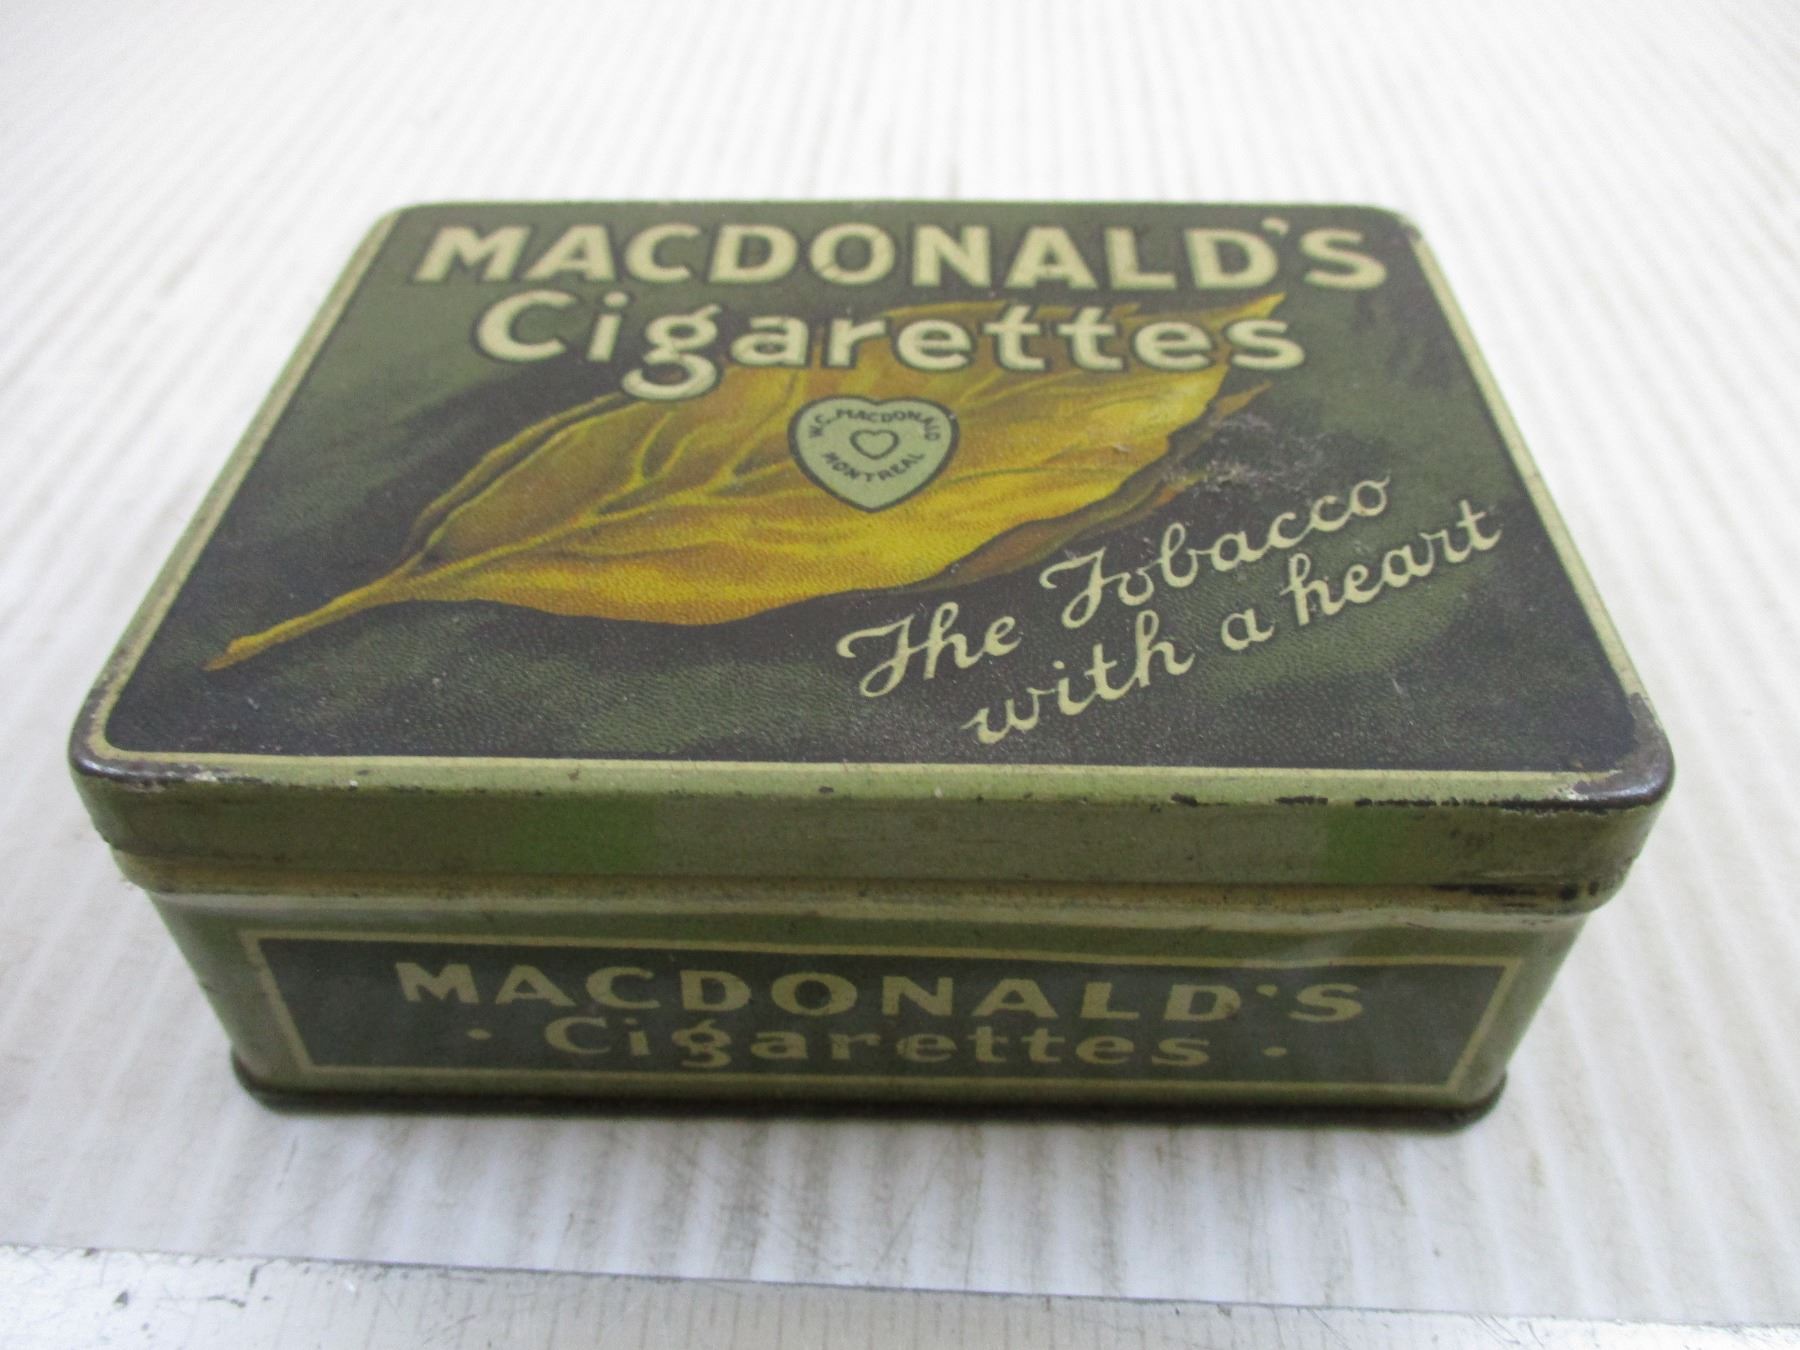 MACDONALD'S
Cigarettes
W.C. MACDONALD
MONTREAL
The Tobacco
with a heart
MACDONALD'S
· Cigarettes ·